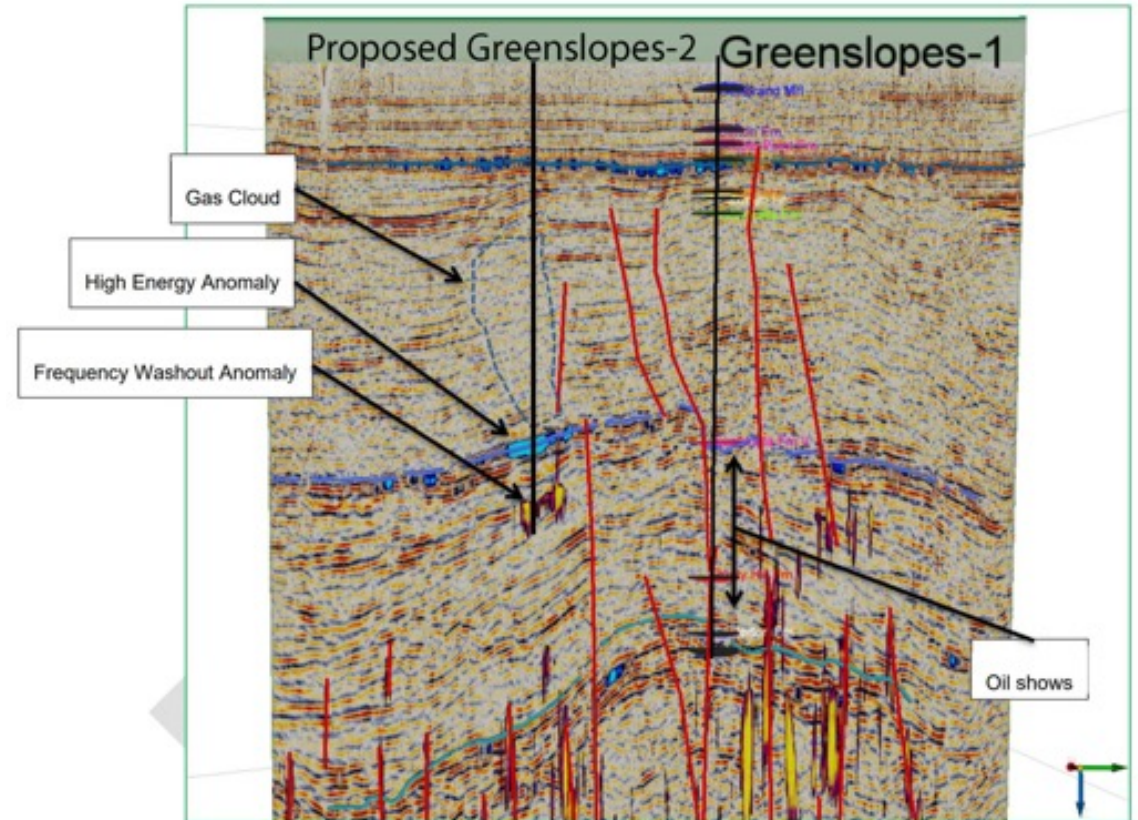 Proposed Greenslopes-2
Greenslopes-1
Gas Cloud
High Energy Anomaly
Frequency Washout Anomaly
Oil shows